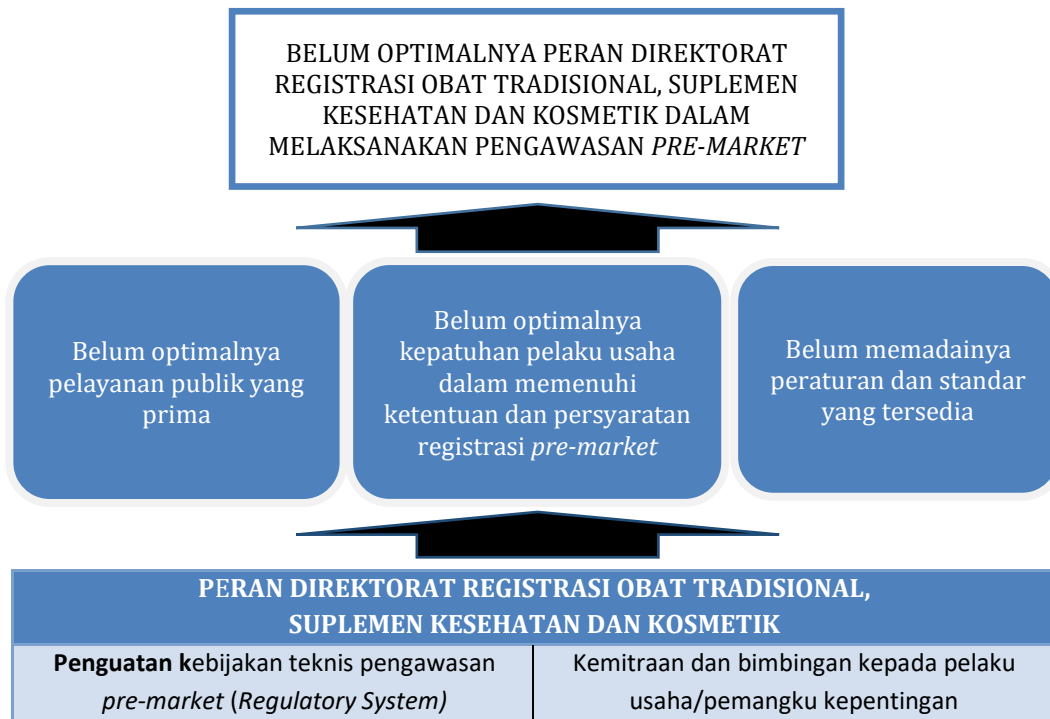 BELUM OPTIMALNYA PERAN DIREKTORAT
REGISTRASI OBAT TRADISIONAL, SUPLEMEN
KESEHATAN DAN KOSMETIK DALAM
MELAKSANAKAN PENGAWASAN PRE-MARKET
Belum optimalnya
pelayanan publik yang
prima
Belum optimalnya
kepatuhan pelaku usaha
dalam memenuhi
ketentuan dan persyaratan
registrasi pre-market
Belum memadainya
peraturan dan standar
yang tersedia
PERAN DIREKTORAT REGISTRASI OBAT TRADISIONAL,
SUPLEMEN KESEHATAN DAN KOSMETIK
Penguatan kebijakan teknis pengawasan
pre-market (Regulatory System)
Kemitraan dan bimbingan kepada pelaku
usaha/pemangku kepentingan